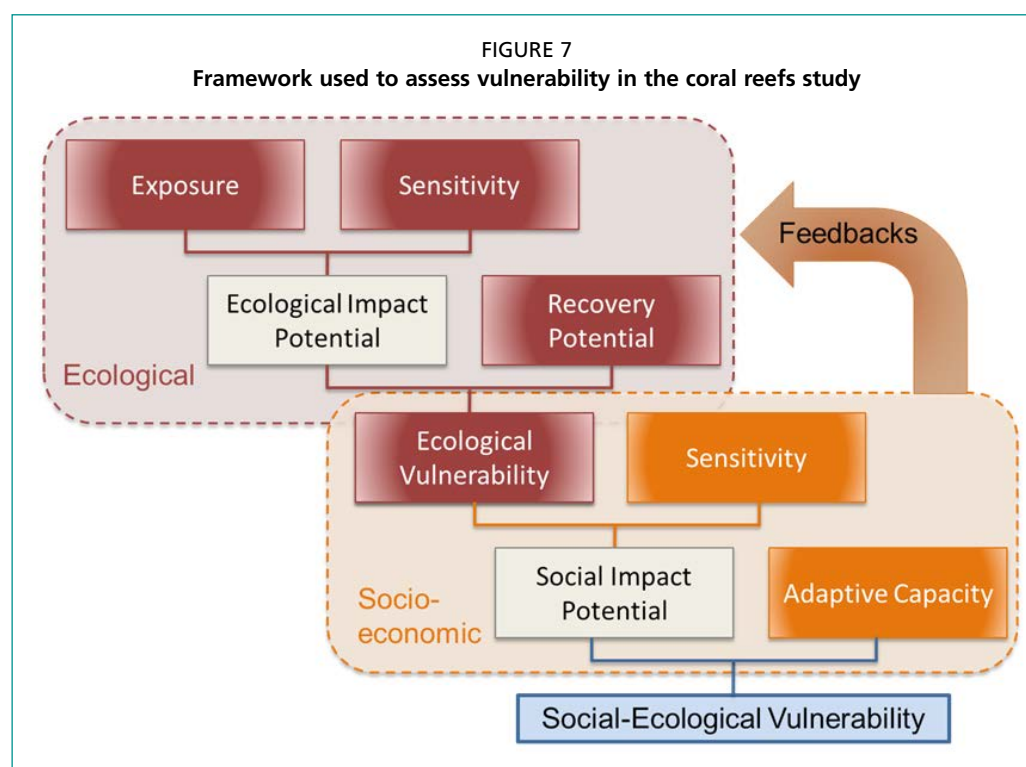 FIGURE 7
Framework used to assess vulnerability in the coral reefs study
Exposure
Sensitivity
Feedbacks
Ecological Impact
Potential
Recovery
Potential
Ecological
Ecological
Vulnerability
Sensitivity
Social Impact
Potential
Adaptive Capacity
Socio-
economic
Social-Ecological Vulnerability